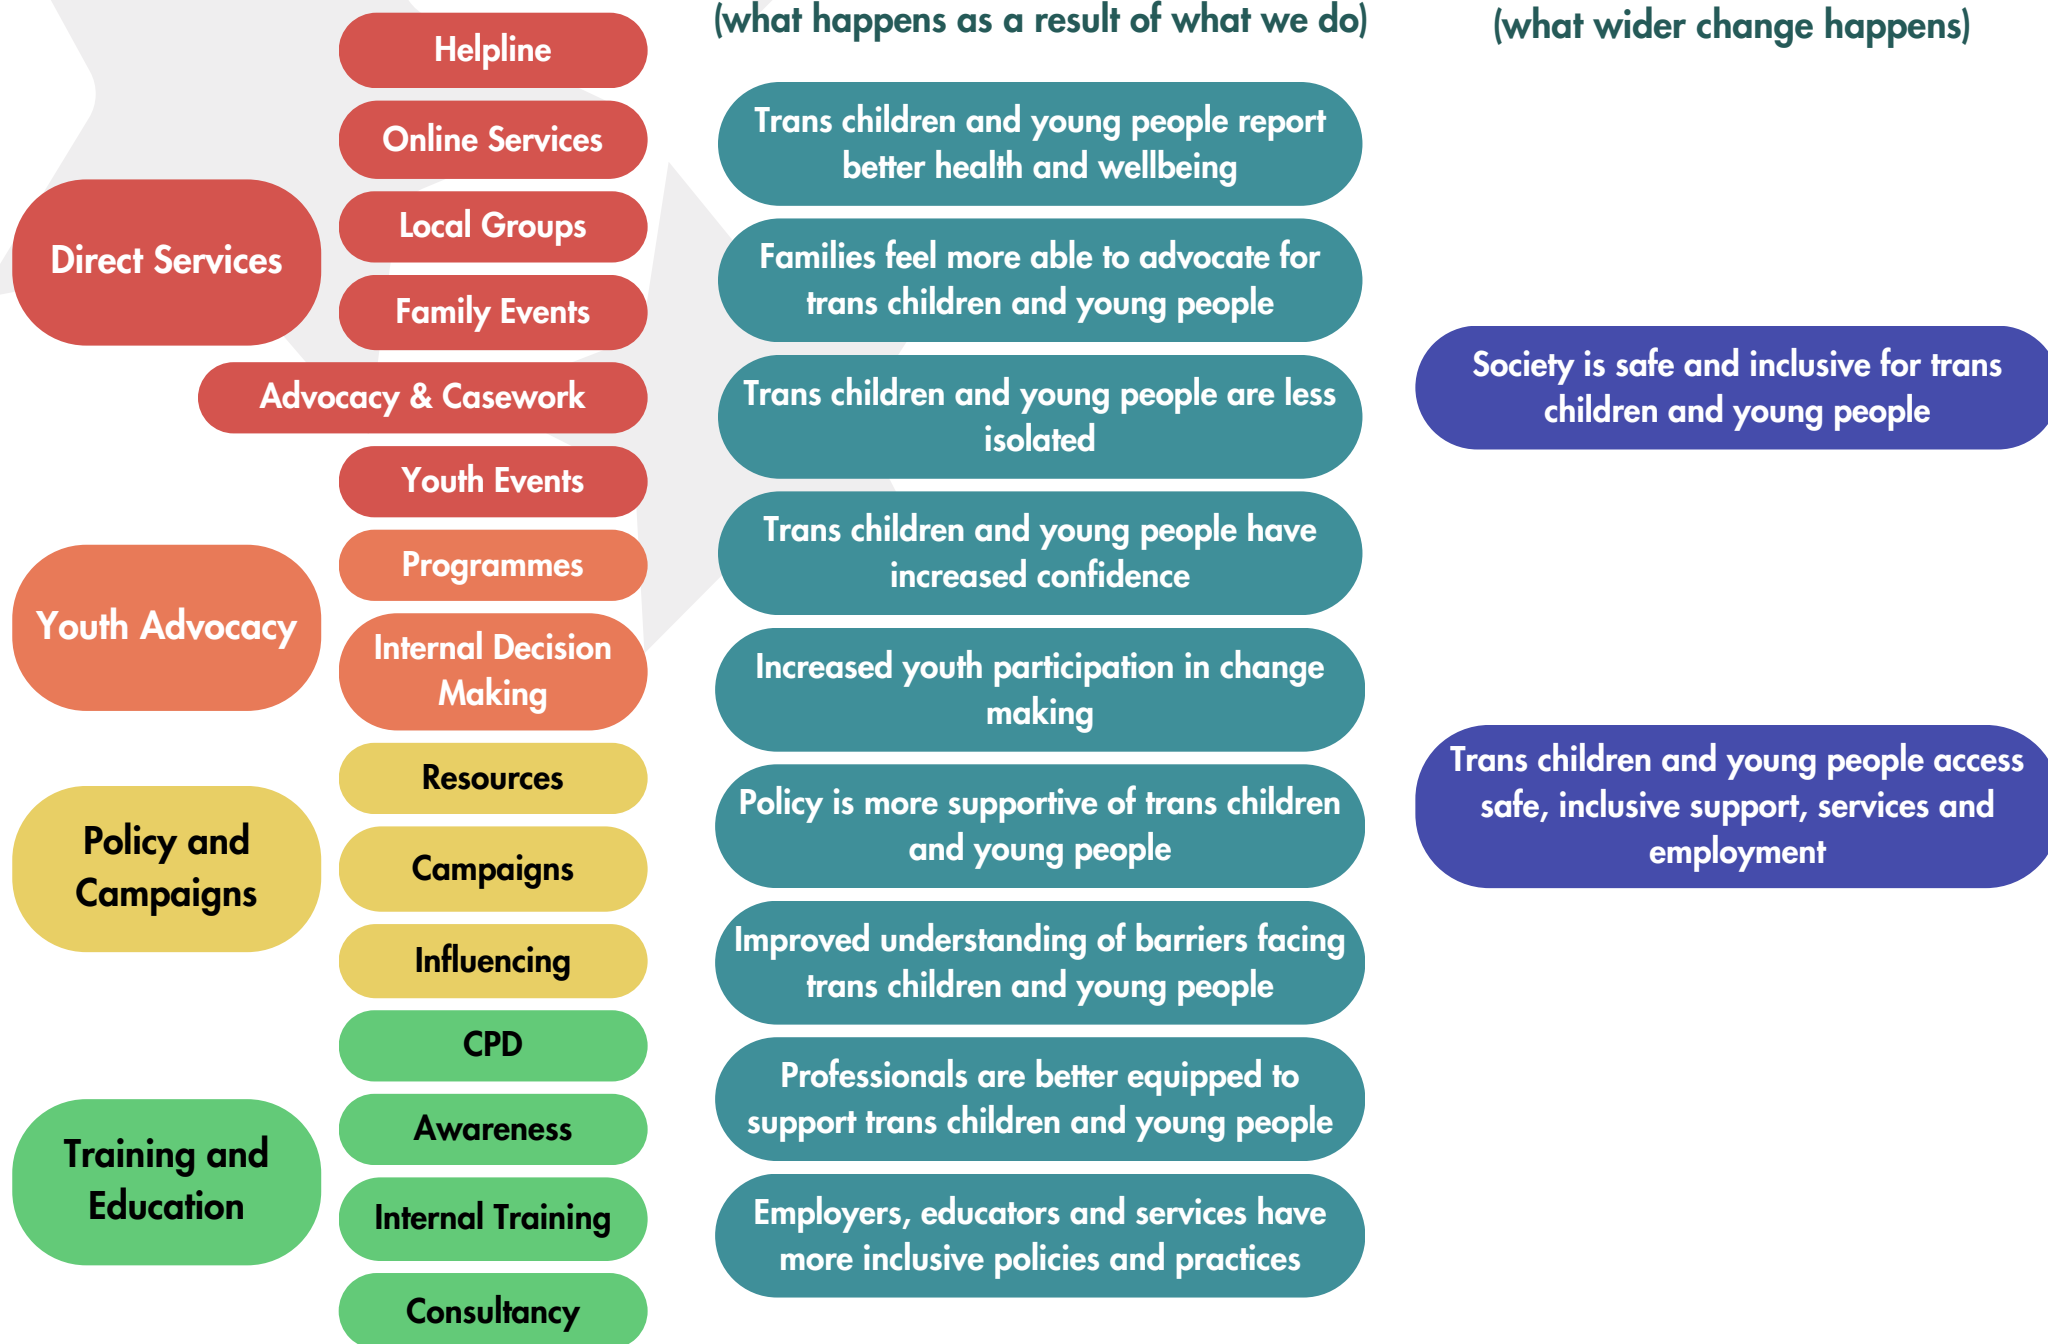 (what happens as a result of what we do)
(what wider change happens)
Direct Services
Helpline
Online Services
Local Groups
Family Events
Advocacy & Casework
Youth Events
Youth Advocacy
Programmes
Internal Decision
Making
Policy and
Campaigns
Resources
Campaigns
Influencing
Training and
Education
CPD
Awareness
Internal Training
Consultancy
Trans children and young people report
better health and wellbeing
Families feel more able to advocate for
trans children and young people
Trans children and young people are less
isolated
Trans children and young people have
increased confidence
Increased youth participation in change
making
Policy is more supportive of trans children
and young people
Improved understanding of barriers facing
trans children and young people
Professionals are better equipped to
support trans children and young people
Employers, educators and services have
more inclusive policies and practices
Society is safe and inclusive for trans
children and young people
Trans children and young people access
safe, inclusive support, services and
employment